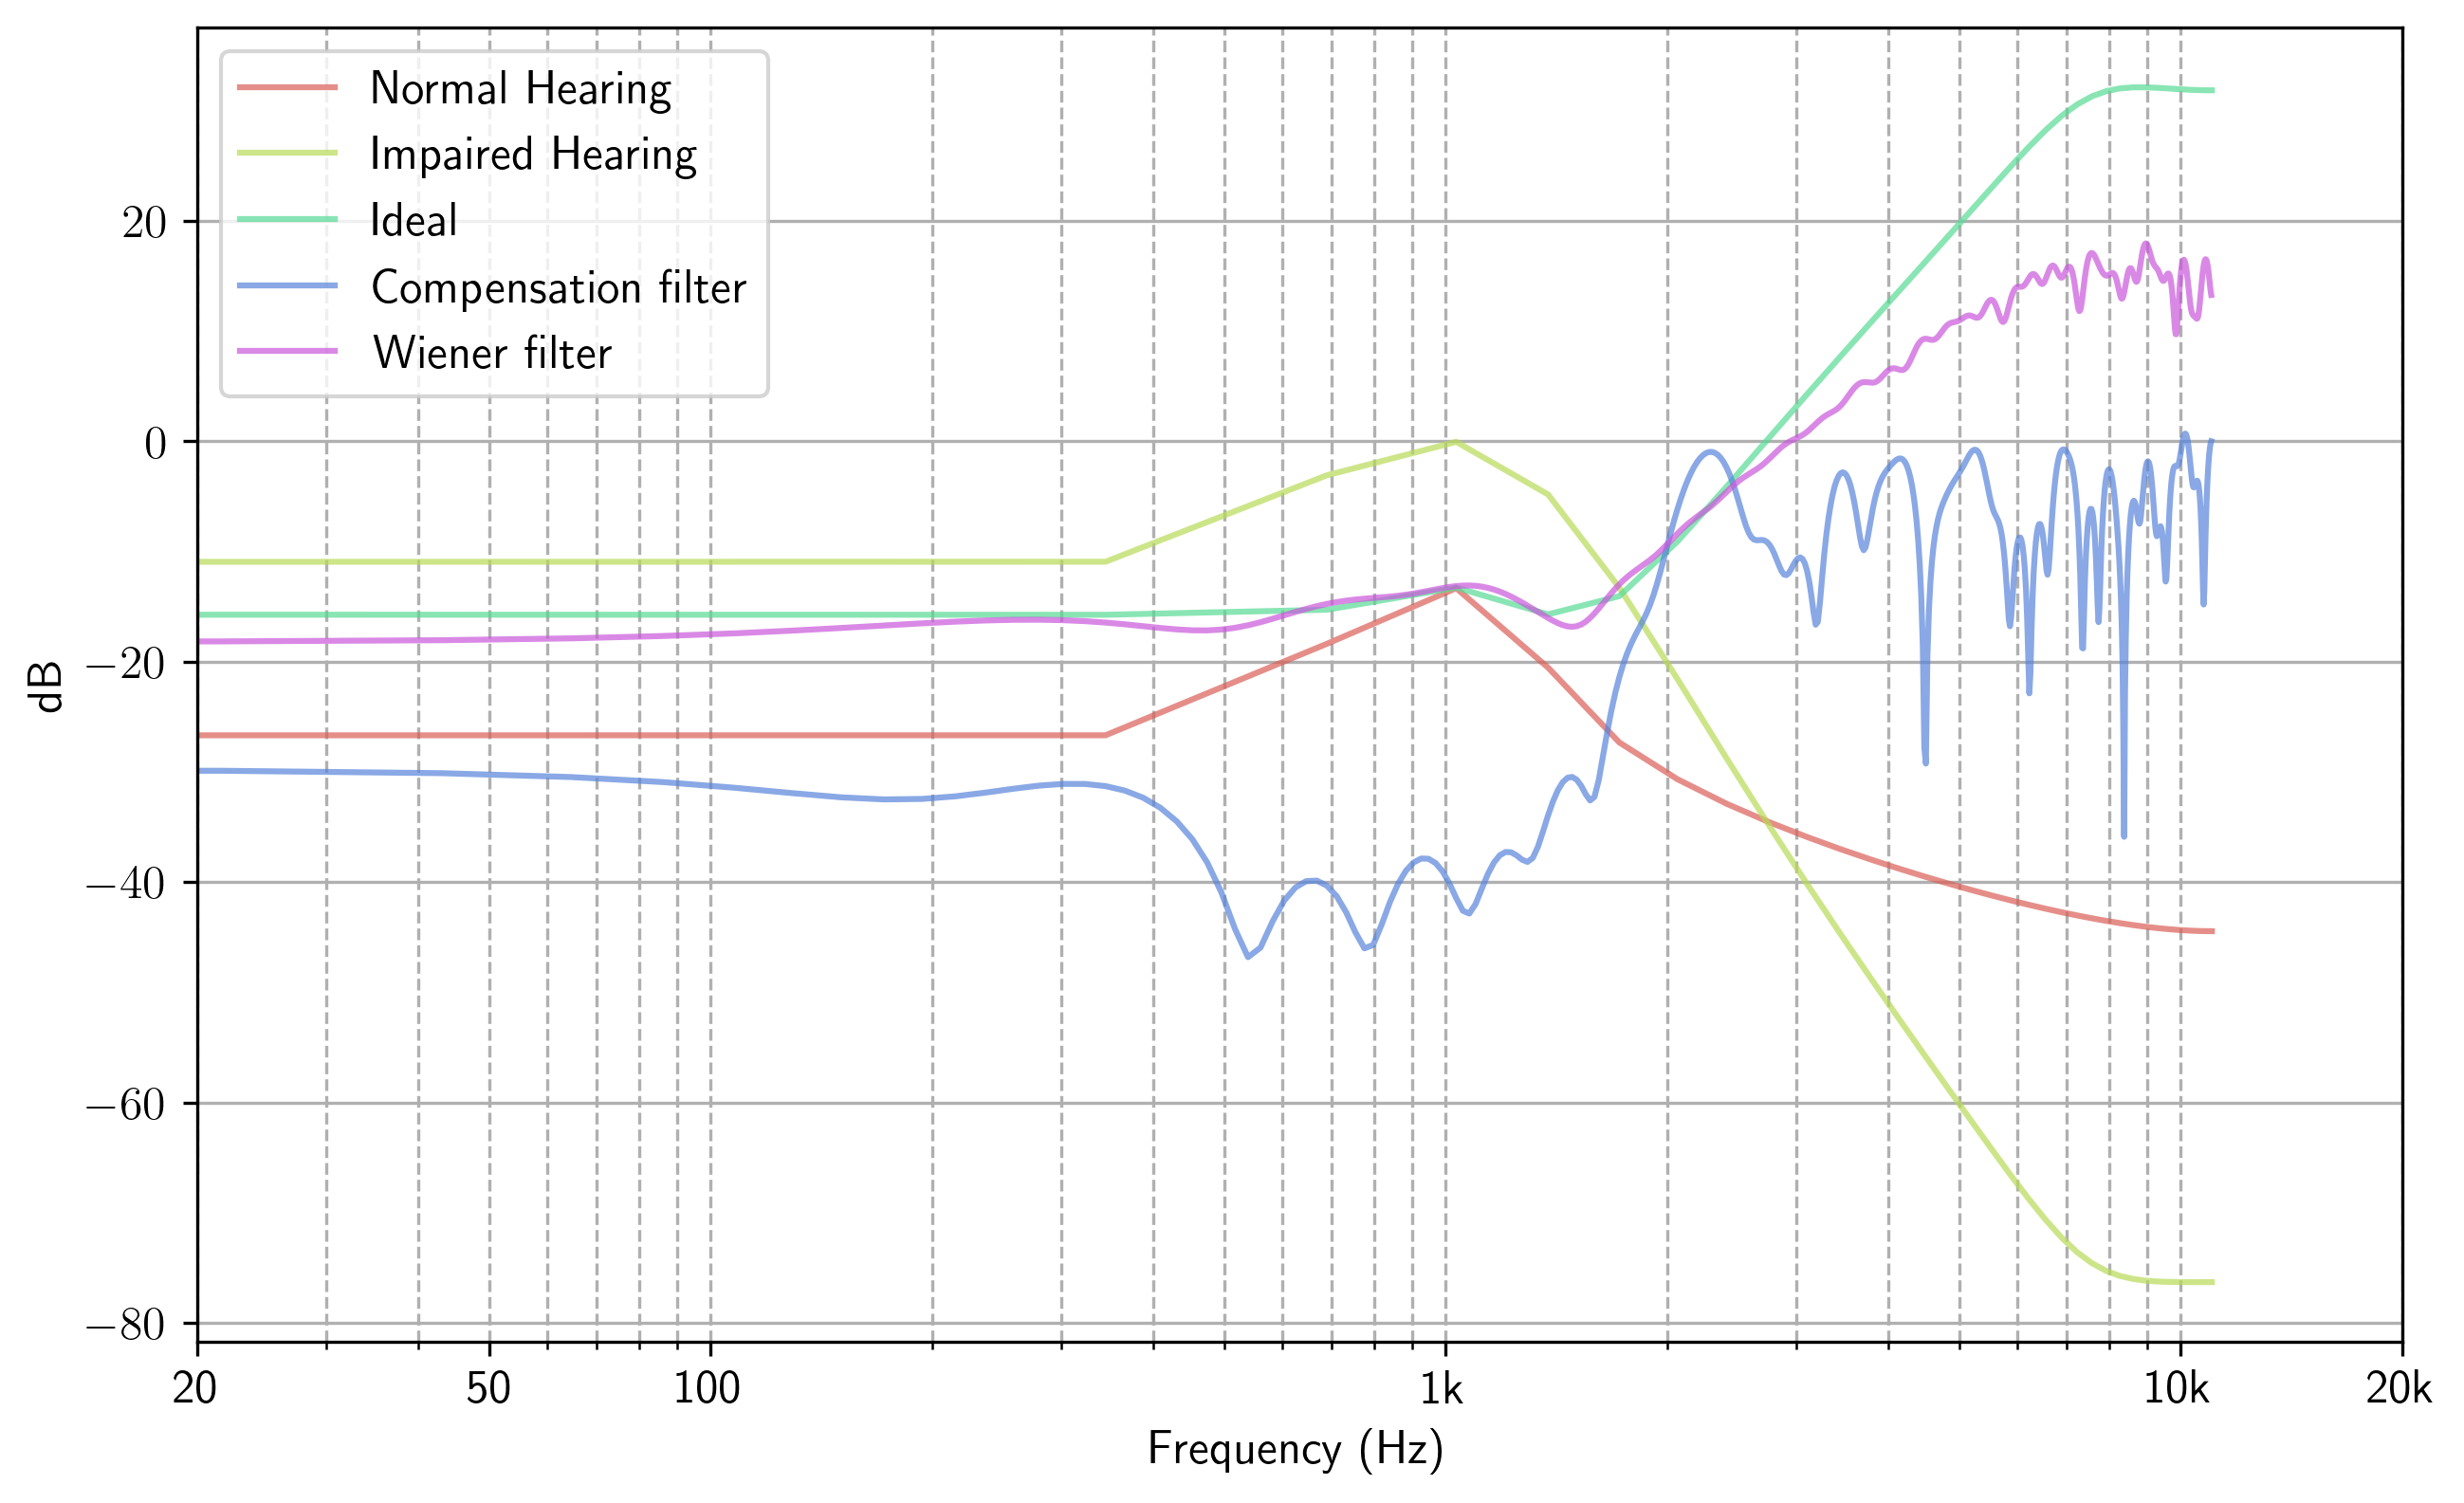 Normal Hearing
Impaired Hearing
Ideal
Compensation filter
Wiener filter
20
0
−20
−40
−60
−80
dB
20 50 100 1k 10k 20k
Frequency (Hz)